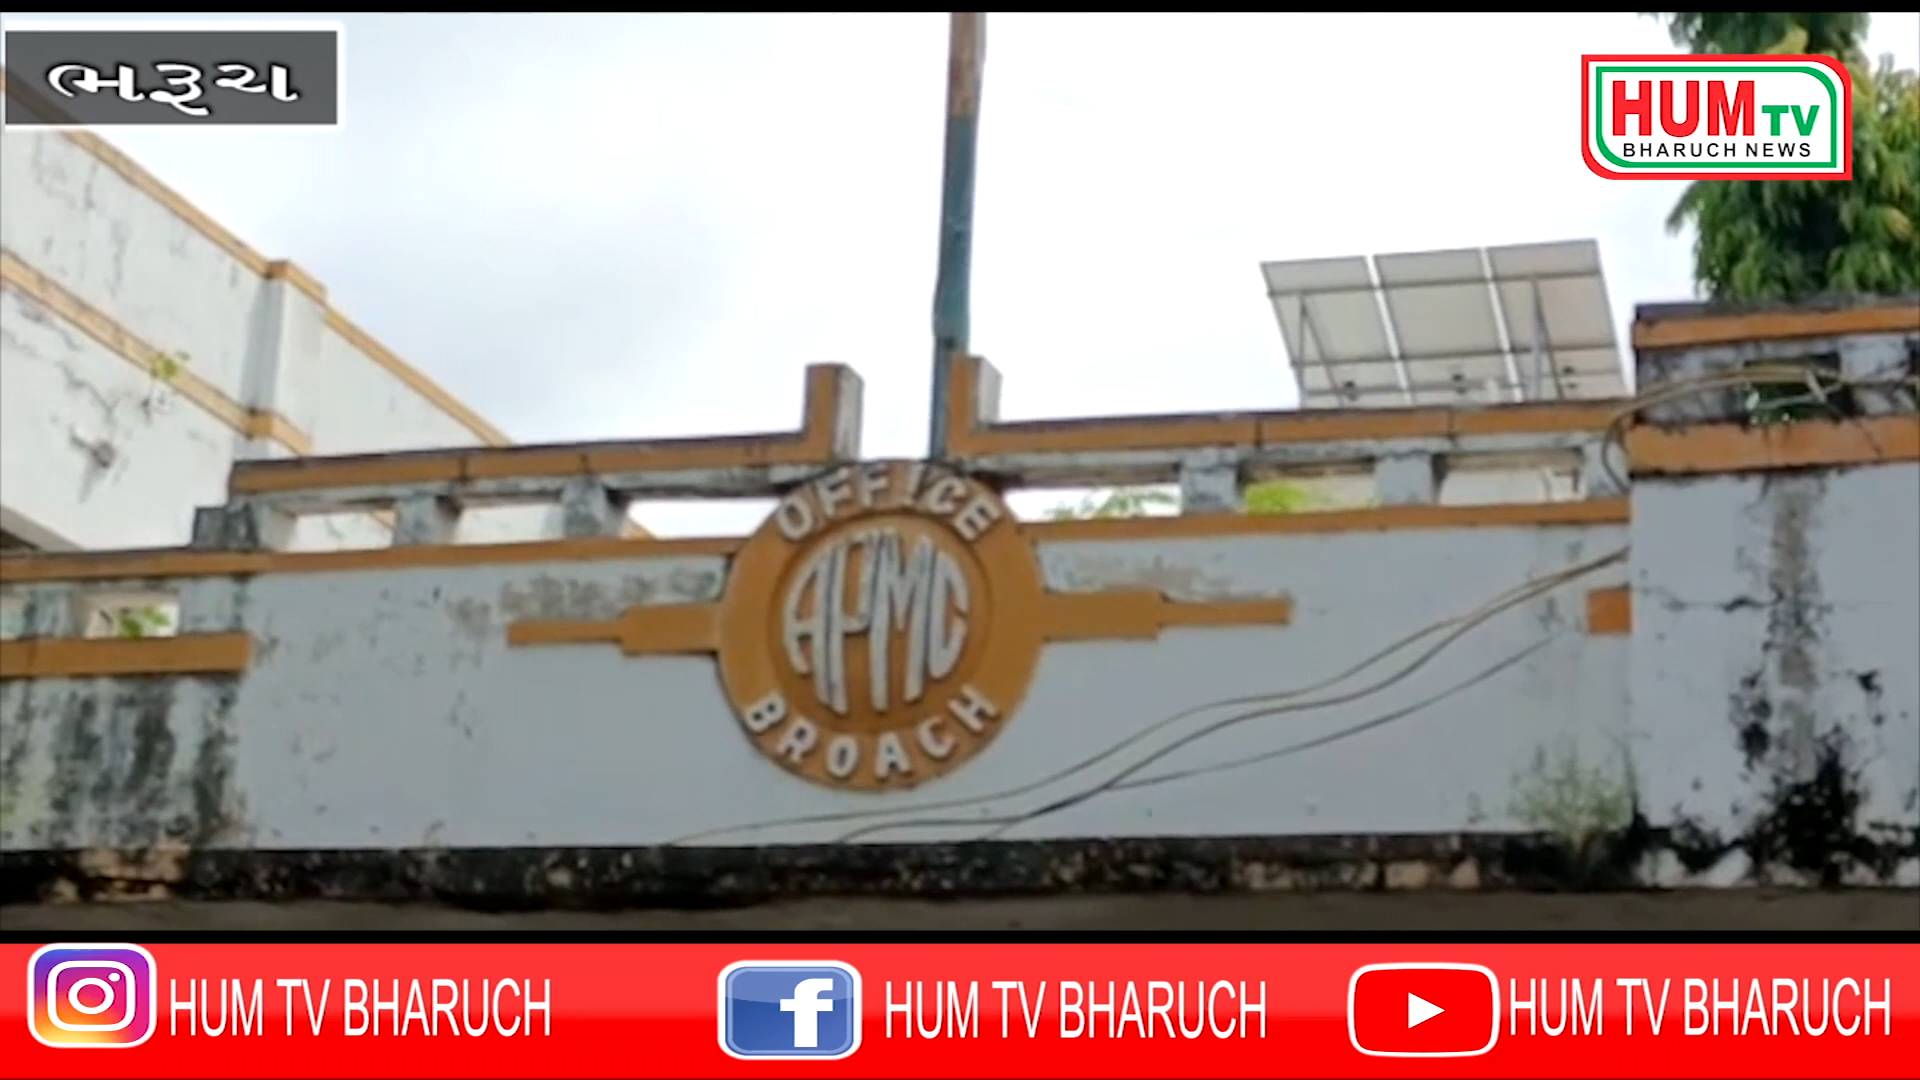 ભરૂચ
HUM TV
BHARUCH NEWS
OFFICE
APMC
BROACH
HUM TV BHARUCH
HUM TV BHARUCH
HUM TV BHARUCH